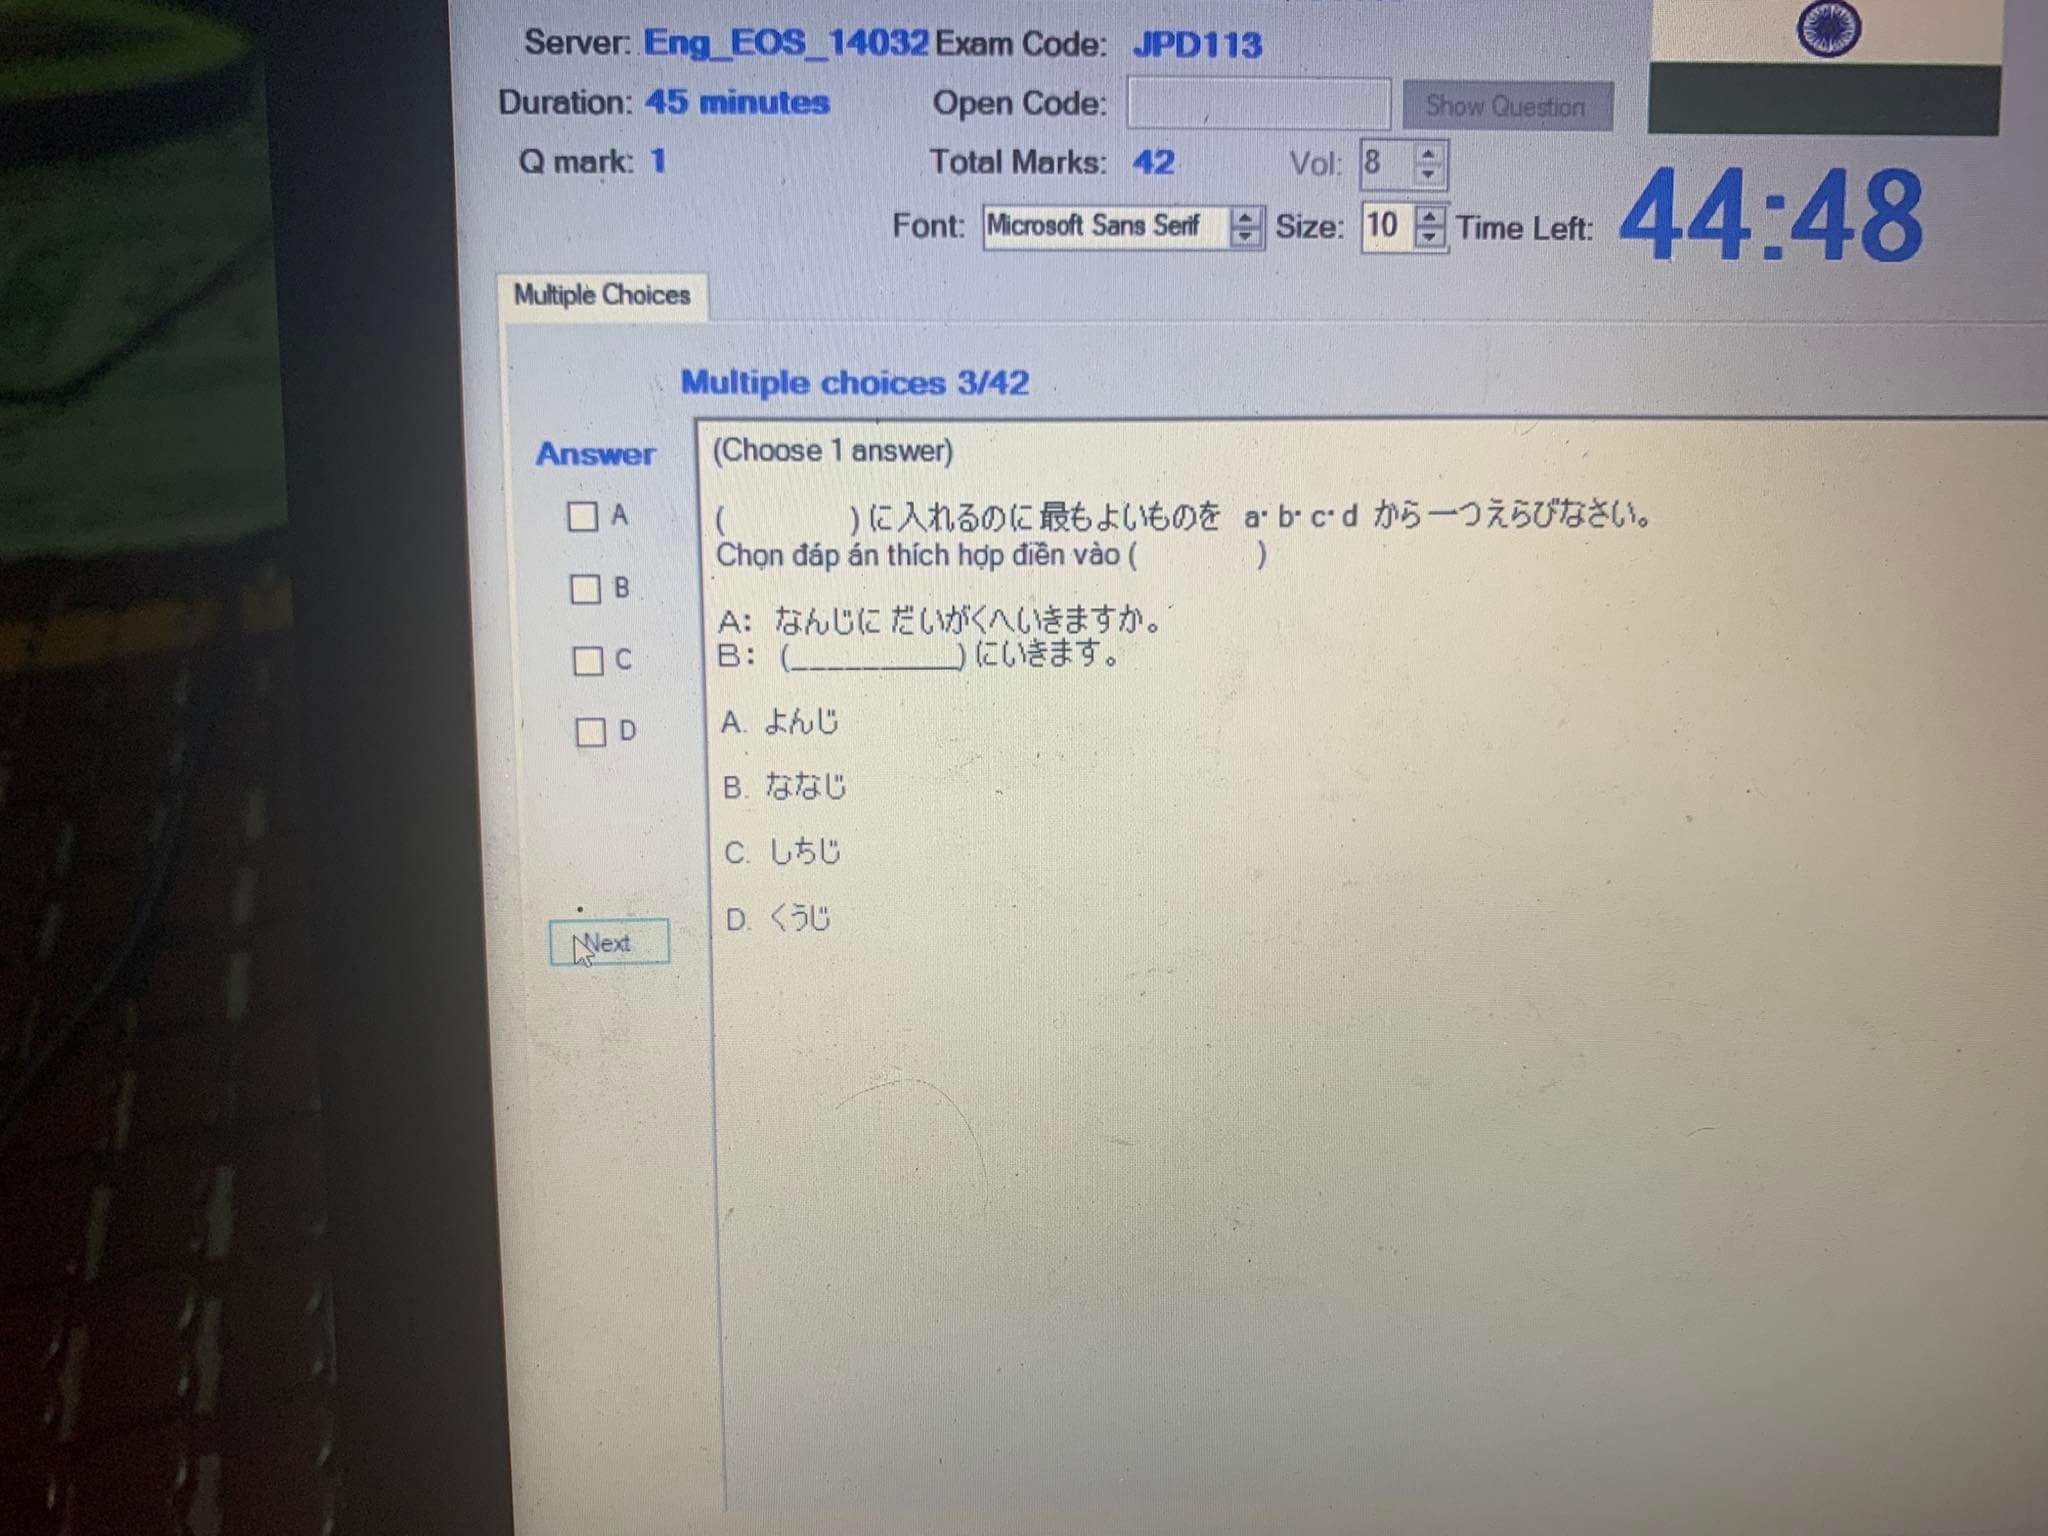 Server: Eng_EOS_14032 Exam Code: JPD113
Duration: 45 minutes Open Code: Show Question
Q mark: 1 Total Marks: 42 Vol: 8
Font: Microsoft Sans Serif Size: 10 Time Left: 44:48
Multiple Choices
Multiple choices 3/42
Answer
A
B
C
D
Next
(Choose 1 answer)
( )に入れるのに最もよいものを a・b・c・d から一つえらびなさい。
Chọn đáp án thích hợp điền vào ( )
A: なんじに だいがくへいきますか。
B: (__________)にいきます。
A. よんじ
B. ななじ
C. しちじ
D. くうじ